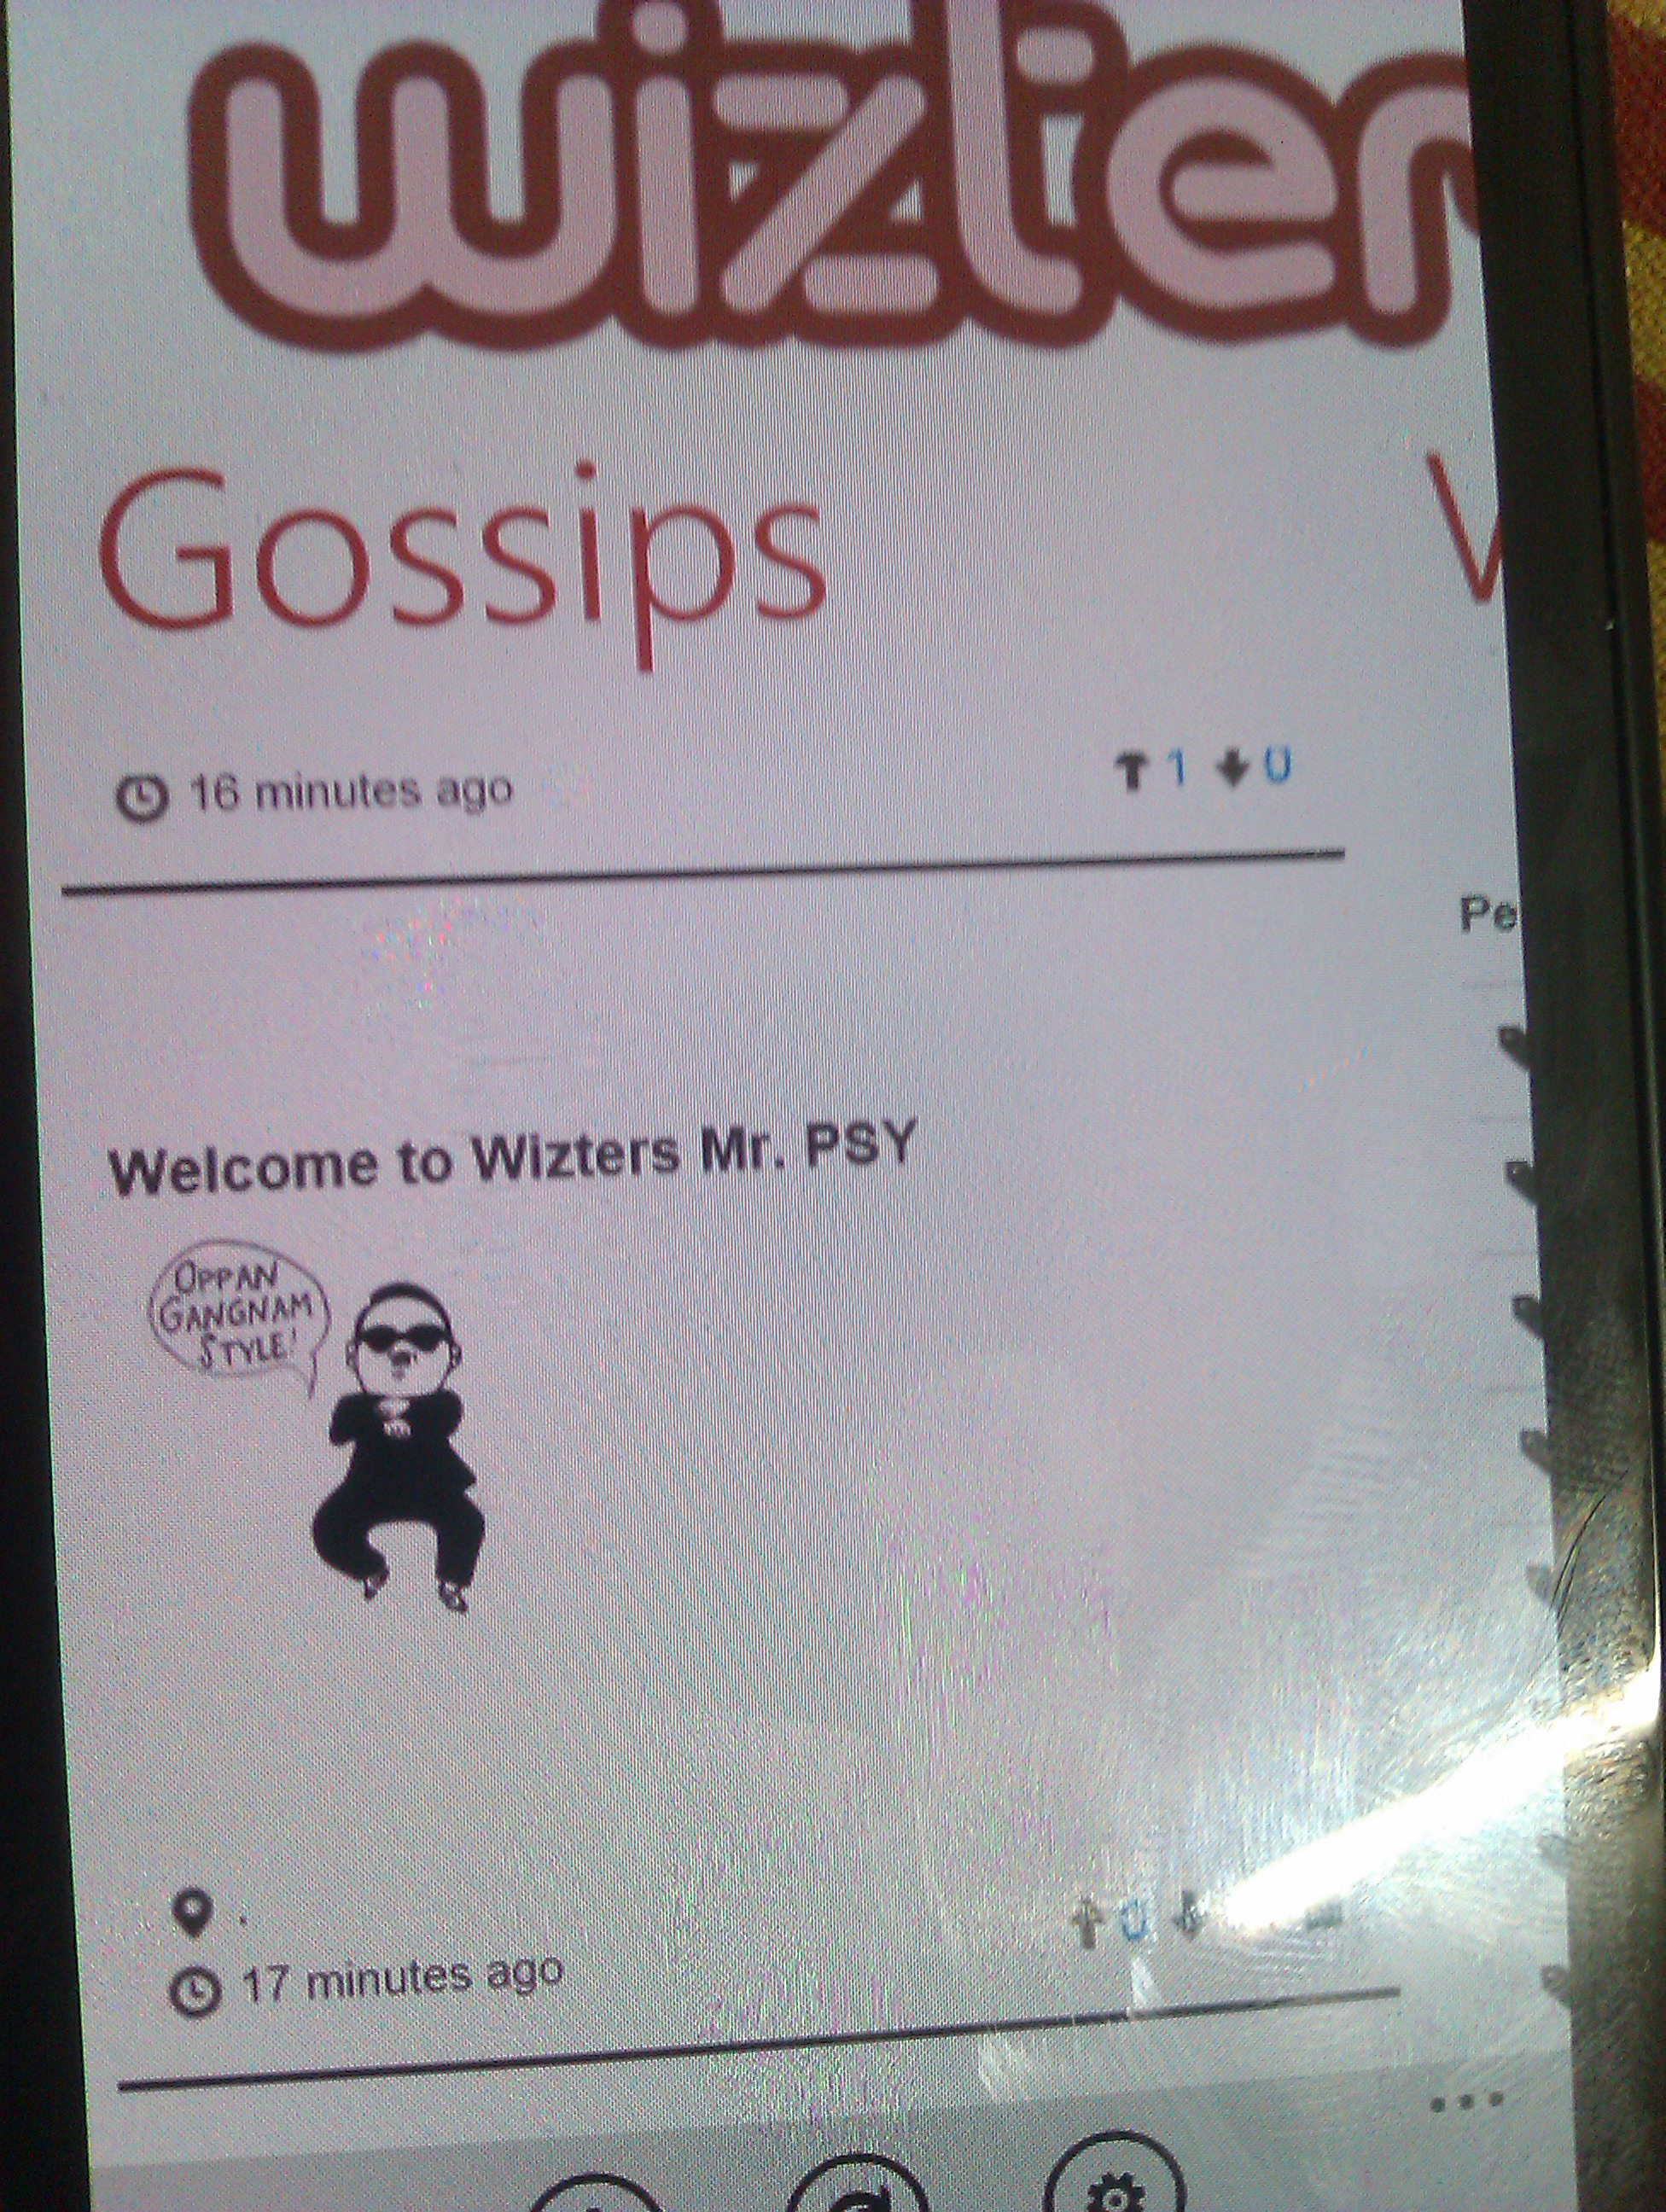 wizter
Gossips
V
16 minutes ago
1 0
Pe
Welcome to Wizters Mr. PSY
OPPAN
GANGNAM
STYLE!
.
0
17 minutes ago
...